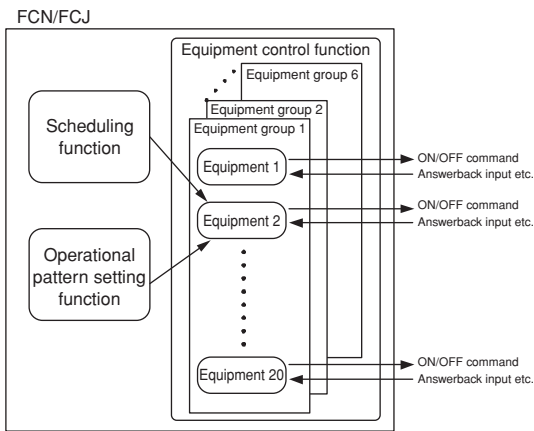 FCN/FCJ
Equipment control function
Equipment group 6
Equipment group 2
Equipment group 1
Scheduling
function
Equipment 1
ON/OFF command
Answerback input etc.
Equipment 2
ON/OFF command
Answerback input etc.
Operational
pattern setting
function
Equipment 20
ON/OFF command
Answerback input etc.